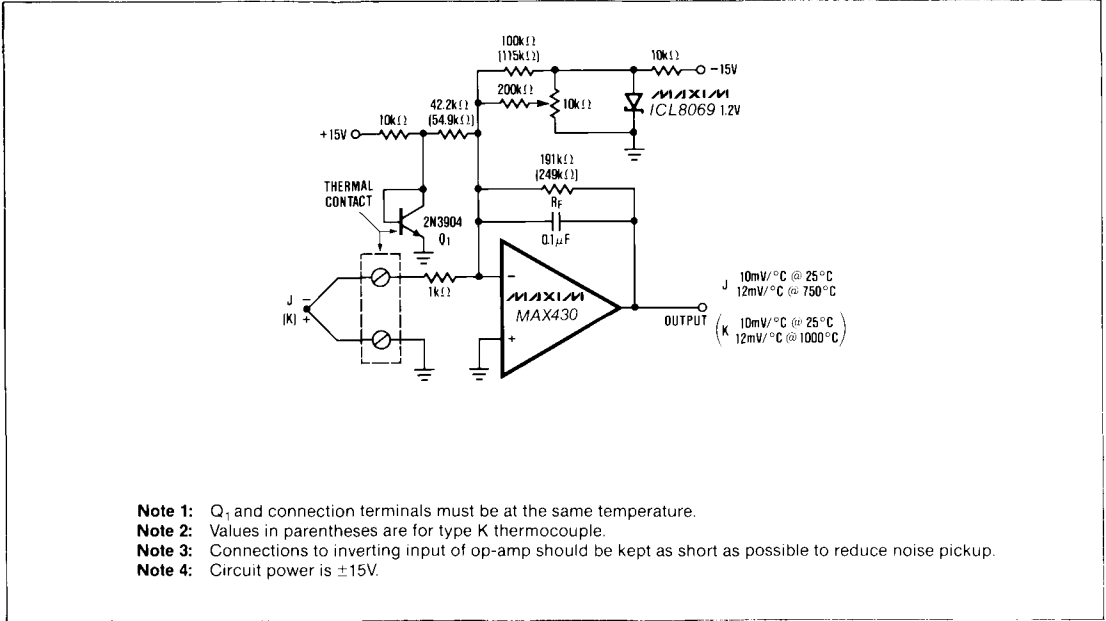 100kΩ
(115kΩ)
10kΩ
-15V
200kΩ
10kΩ
MAXIM
ICL8069 1.2V
42.2kΩ
(54.9kΩ)
+15V
10kΩ
191kΩ
(249kΩ)
RF
0.1µF
THERMAL
CONTACT
2N3904
Q1
J -
(K) +
1kΩ
-
MAXIM
MAX430
+
OUTPUT
J 10mV/°C @ 25°C
12mV/°C @ 750°C
(K 10mV/°C @ 25°C
12mV/°C @ 1000°C)
Note 1: Q1 and connection terminals must be at the same temperature.
Note 2: Values in parentheses are for type K thermocouple.
Note 3: Connections to inverting input of op-amp should be kept as short as possible to reduce noise pickup.
Note 4: Circuit power is ±15V.